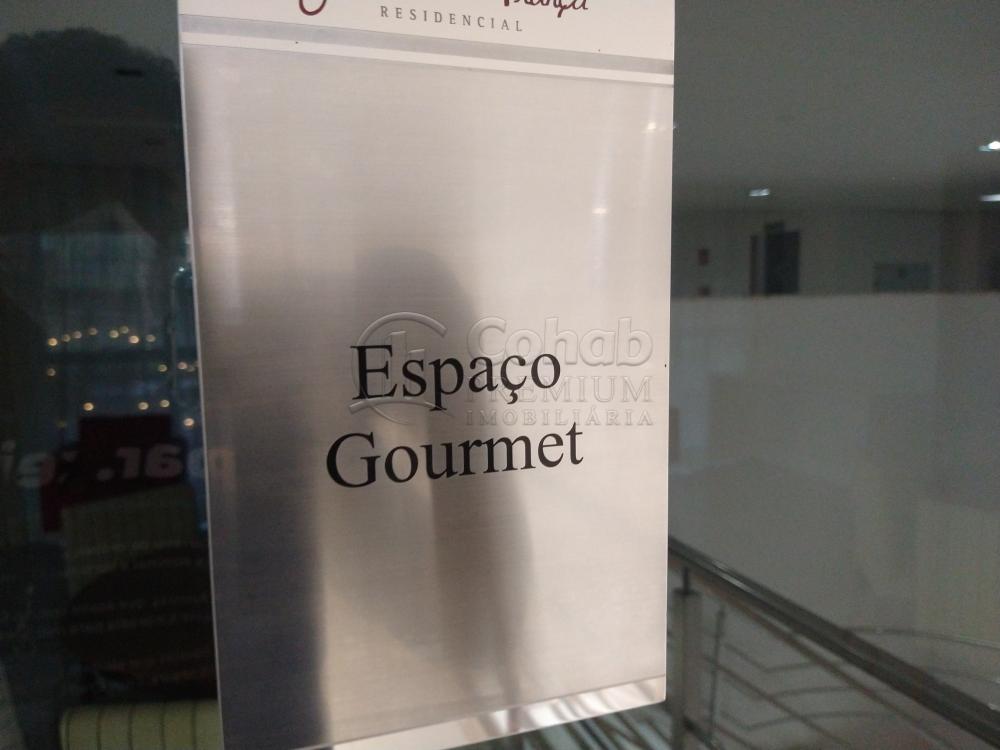 RESIDENCIAL
Espaço
Gourmet
Cohab
PREMIUM
IMOBILIÁRIA